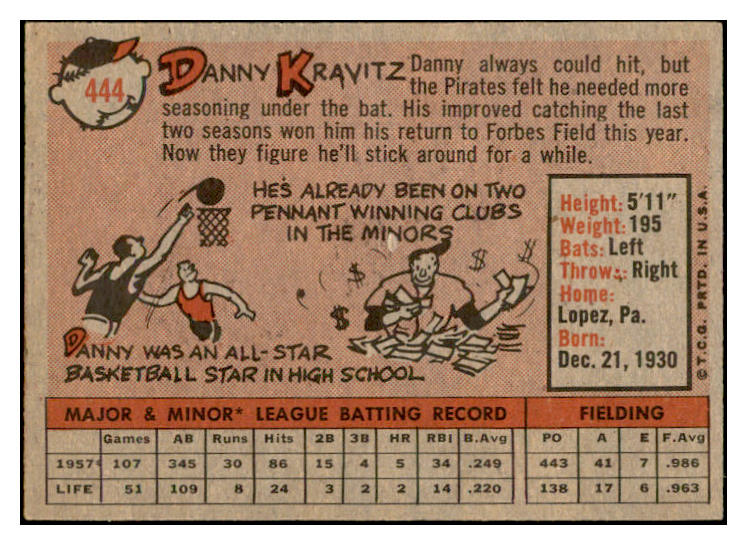 444
DANNY KRAVITZ
Danny always could hit, but
the Pirates felt he needed more
seasoning under the bat. His improved catching the last
two seasons won him his return to Forbes Field this year.
Now they figure he'll stick around for a while.
HE'S ALREADY BEEN ON TWO
PENNANT WINNING CLUBS
IN THE MINORS
$ $ $ $ $
DANNY WAS AN ALL-STAR
BASKETBALL STAR IN HIGH SCHOOL
Height: 5'11"
Weight: 195
Bats: Left
Throws: Right
Home:
Lopez, Pa.
Born:
Dec. 21, 1930
© T.C.G. PRTD. IN U.S.A.
MAJOR & MINOR* LEAGUE BATTING RECORD FIELDING
Games AB Runs Hits 2B 3B HR RBI B.Avg PO A E F.Avg
1957* 107 345 30 86 15 4 5 34 .249 443 41 7 .986
LIFE 51 109 8 24 3 2 2 14 .220 138 17 6 .963